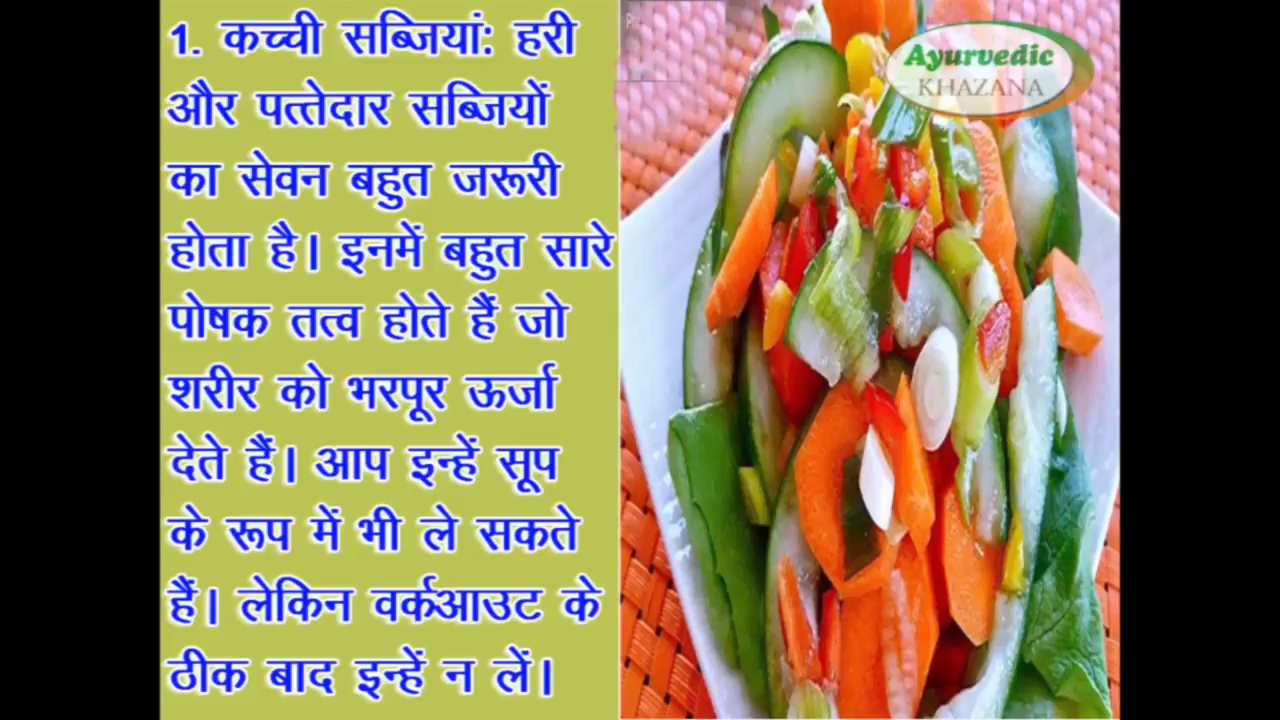 1. कच्ची सब्जियां: हरी
और पत्तेदार सब्जियों
का सेवन बहुत जरूरी
होता है। इनमें बहुत सारे
पोषक तत्व होते हैं जो
शरीर को भरपूर ऊर्जा
देते हैं। आप इन्हें सूप
के रूप में भी ले सकते
हैं। लेकिन वर्कआउट के
ठीक बाद इन्हें न लें।
Ayurvedic
KHAZANA